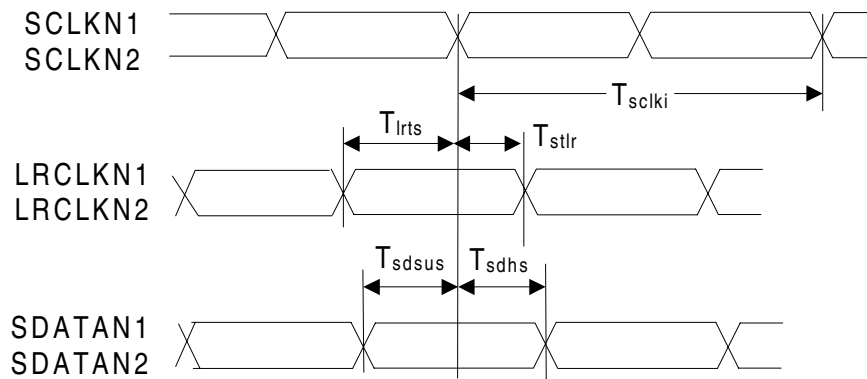 SCLKN1
SCLKN2
Tsclki
Tlrts
Tstlr
LRCLKN1
LRCLKN2
Tsdsus
Tsdhs
SDATAN1
SDATAN2